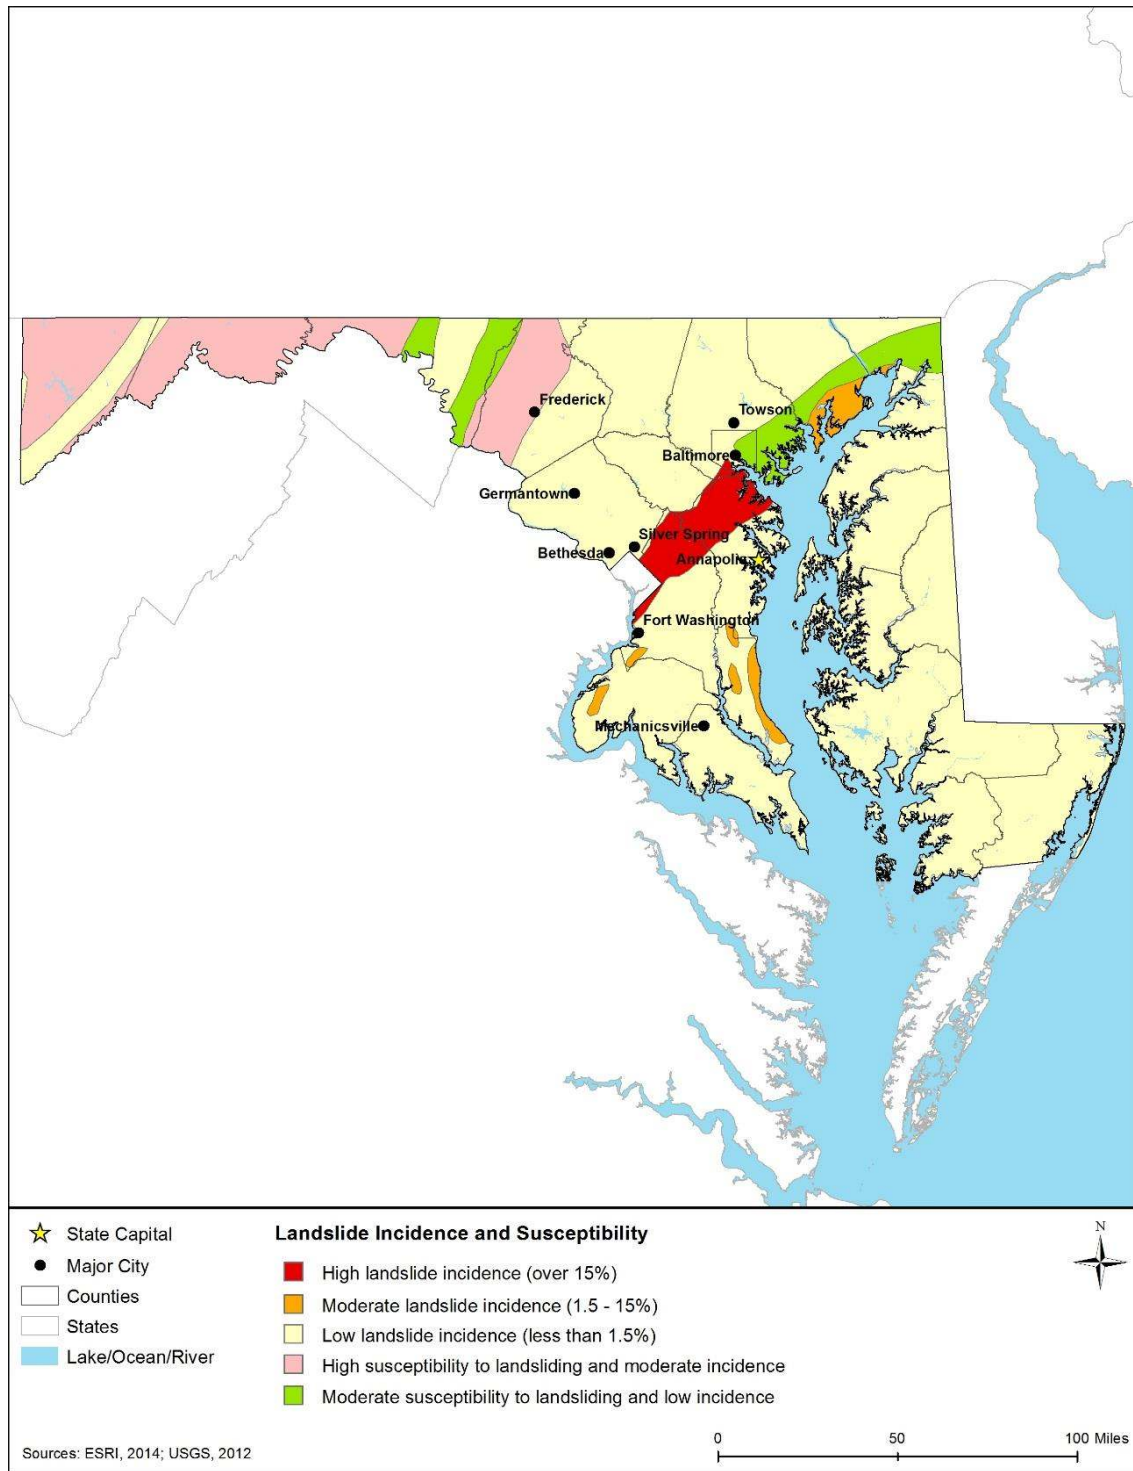 Frederick
Towson
Baltimore
Germantown
Silver Spring
Bethesda
Annapolis
Fort Washington
Mechanicsville
State Capital
Major City
Counties
States
Lake/Ocean/River
Landslide Incidence and Susceptibility
High landslide incidence (over 15%)
Moderate landslide incidence (1.5 - 15%)
Low landslide incidence (less than 1.5%)
High susceptibility to landsliding and moderate incidence
Moderate susceptibility to landsliding and low incidence
N
Sources: ESRI, 2014; USGS, 2012
0 50 100 Miles